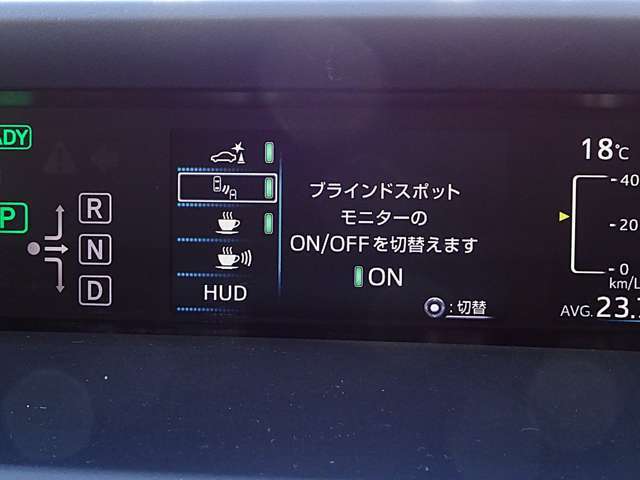 ADY
P
R
N
D
HUD
ブラインドスポット
モニターの
ON/OFFを切替えます
ON
:切替
18℃
40
20
0
km/L
AVG. 23.